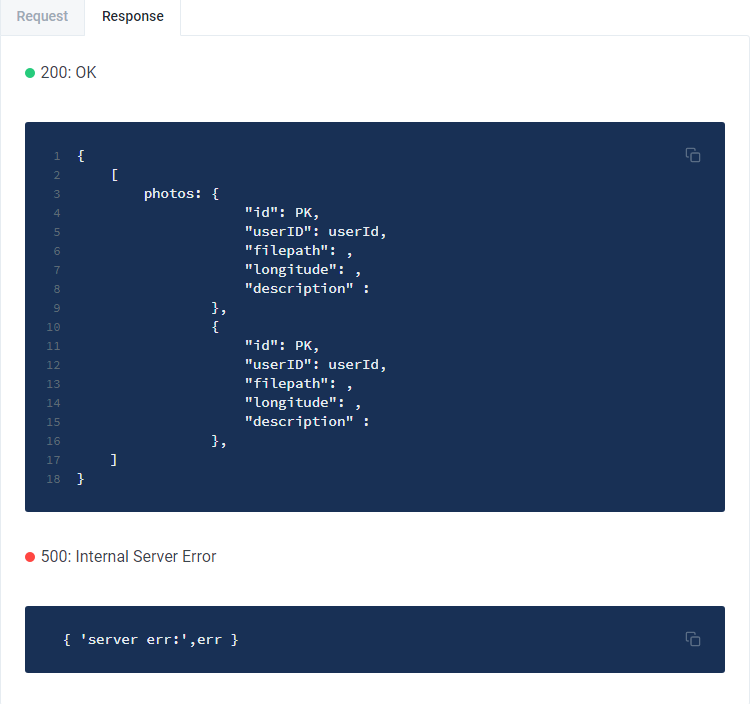 Request Response
200: OK
1 {
2 [
3 photos: {
4 "id": PK,
5 "userID": userId,
6 "filepath": ,
7 "longitude": ,
8 "description" :
9 },
10 {
11 "id": PK,
12 "userID": userId,
13 "filepath": ,
14 "longitude": ,
15 "description" :
16 },
17 ]
18 }
500: Internal Server Error
{ 'server err:',err }